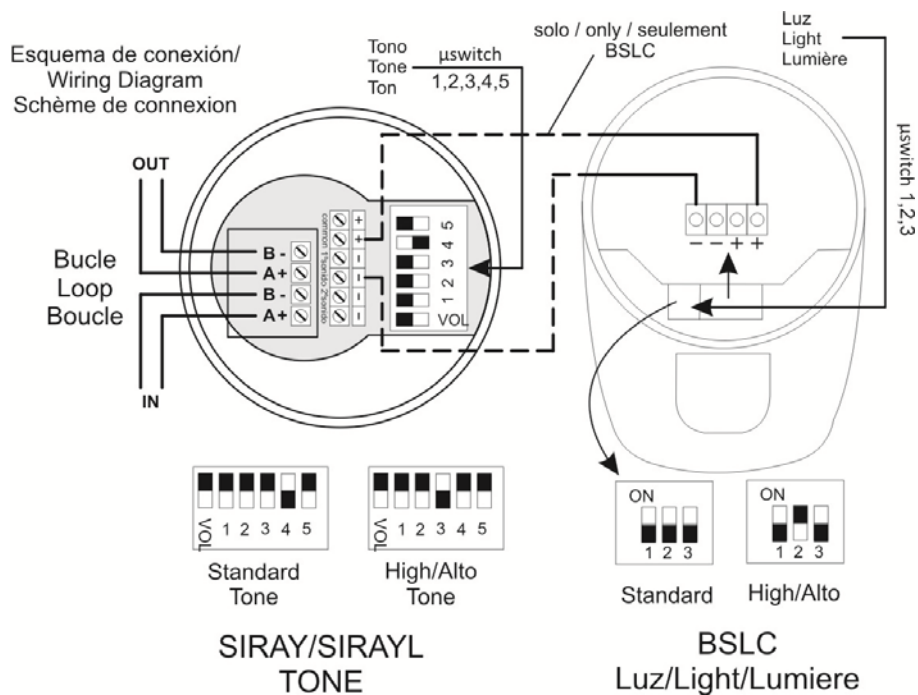 Esquema de conexión/
Wiring Diagram
Schème de connexion
Tono
Tone
Ton
µswitch
1,2,3,4,5
solo / only / seulement
BSLC
Luz
Light
Lumière
µswitch 1,2,3
OUT
Bucle
Loop
Boucle
IN
B -
A+
B -
A+
common 1ºsonido 2ºsonido
+
+
-
-
-
-
5
4
3
2
1
VOL
- - + +
VOL 1 2 3 4 5
Standard
Tone
VOL 1 2 3 4 5
High/Alto
Tone
ON
1 2 3
Standard
ON
1 2 3
High/Alto
SIRAY/SIRAYL
TONE
BSLC
Luz/Light/Lumiere